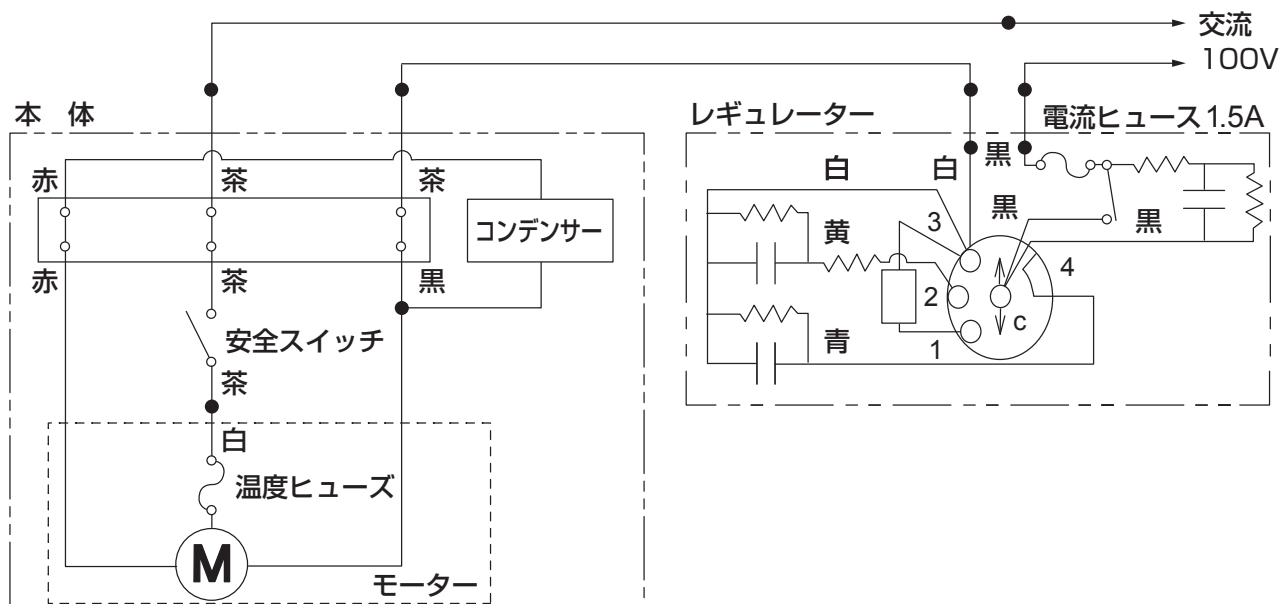 交流
100V
本 体
レギュレーター
電流ヒュース1.5A
赤
茶
茶
コンデンサー
赤
茶
黒
安全スイッチ
茶
白
温度ヒューズ
M
モーター
白
白
黒
黒
黒
黄
青
3
2
1
4
c